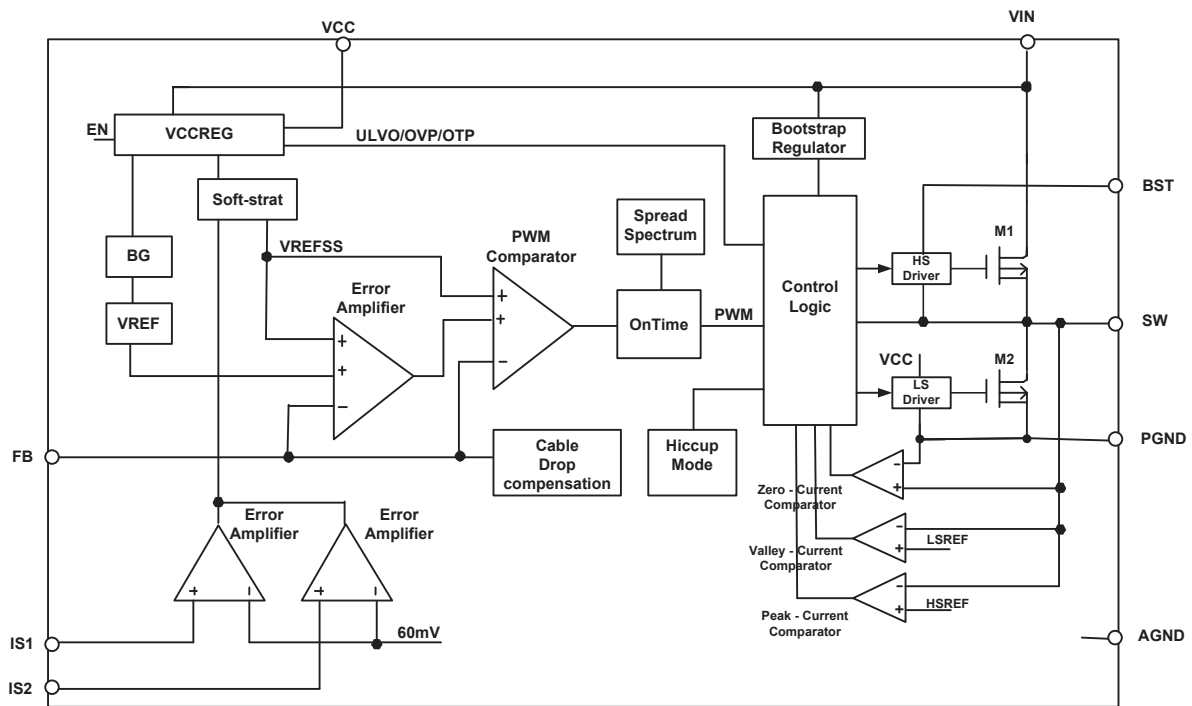 VCC
VIN
EN
VCCREG
ULVO/OVP/OTP
Bootstrap
Regulator
BST
Soft-strat
Spread
Spectrum
M1
VREFSS
PWM
Comparator
BG
HS
Driver
Control
Logic
Error
Amplifier
+
+
-
VREF
OnTime
PWM
SW
+
+
-
VCC
M2
LS
Driver
PGND
FB
Cable
Drop
compensation
Hiccup
Mode
-
+
Zero - Current
Comparator
Error
Amplifier
Error
Amplifier
-
+
LSREF
Valley - Current
Comparator
+
-
+
-
-
+
HSREF
Peak - Current
Comparator
60mV
IS1
AGND
IS2